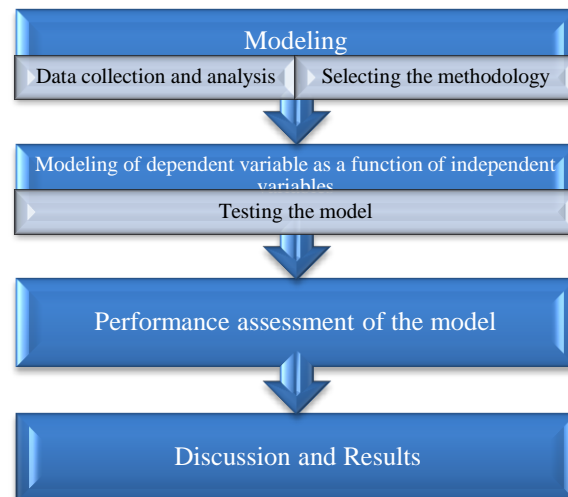 Modeling
Data collection and analysis
Selecting the methodology
Modeling of dependent variable as a function of independent
variables
Testing the model
Performance assessment of the model
Discussion and Results